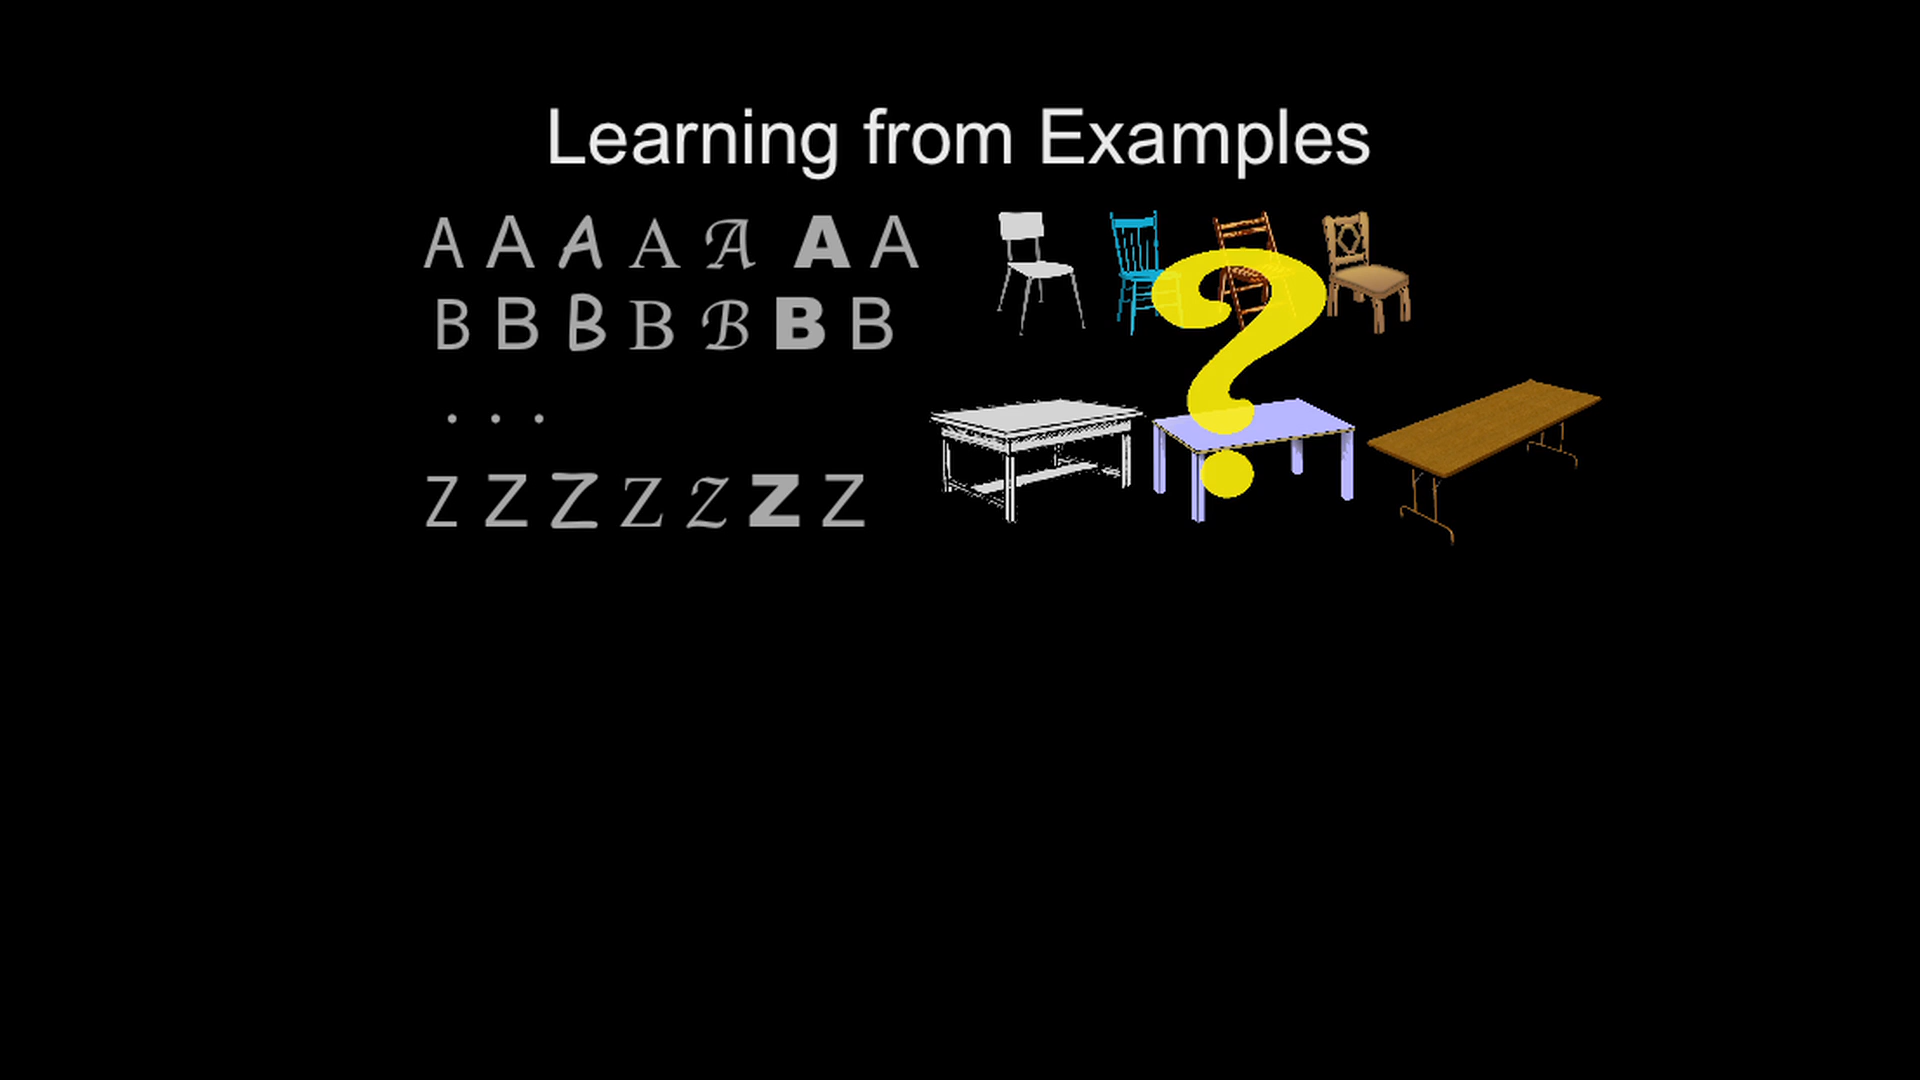 Learning from Examples
A A A A A A A
B B B B B B B
. . .
Z Z Z Z Z Z Z
?